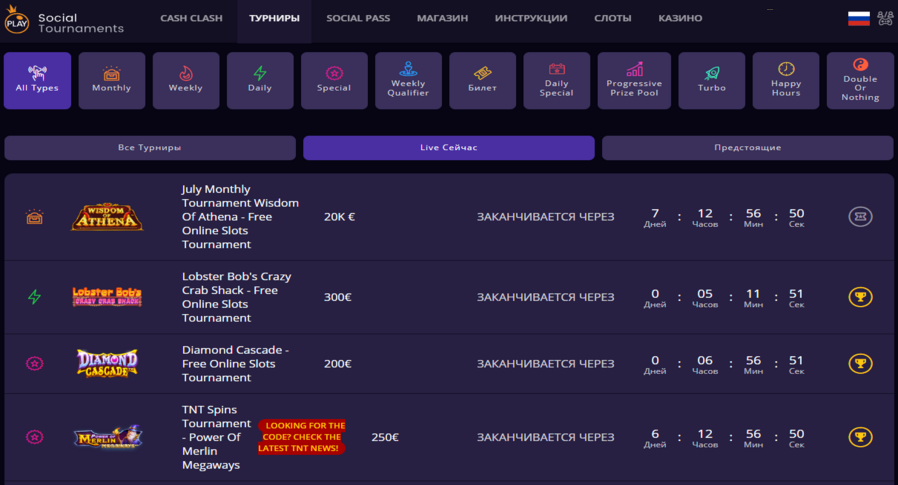 PLAY
Social
Tournaments
CASH CLASH
ТУРНИРЫ
SOCIAL PASS
МАГАЗИН
ИНСТРУКЦИИ
СЛОТЫ
КАЗИНО
All Types
Monthly
Weekly
Daily
Special
Weekly
Qualifier
Билет
Daily
Special
Progressive
Prize Pool
Turbo
Happy
Hours
Double
Or
Nothing
Все Турниры
Live Сейчас
Предстоящие
WISDOM
OF
ATHENA
July Monthly
Tournament Wisdom
Of Athena - Free
Online Slots
Tournament
20K €
ЗАКАНЧИВАЕТСЯ ЧЕРЕЗ
7 : 12 : 56 : 50
Дней Часов Мин Сек
Lobster Bob's
CRAZY CRAB SHACK
Lobster Bob's Crazy
Crab Shack - Free
Online Slots
Tournament
300€
ЗАКАНЧИВАЕТСЯ ЧЕРЕЗ
0 : 05 : 11 : 51
Дней Часов Мин Сек
DIAMOND
CASCADE
Diamond Cascade -
Free Online Slots
Tournament
200€
ЗАКАНЧИВАЕТСЯ ЧЕРЕЗ
0 : 06 : 56 : 51
Дней Часов Мин Сек
POWER OF
MERLIN
MEGAWAYS
TNT Spins
Tournament
- Power Of
Merlin
Megaways
LOOKING FOR THE
CODE? CHECK THE
LATEST TNT NEWS!
250€
ЗАКАНЧИВАЕТСЯ ЧЕРЕЗ
6 : 12 : 56 : 50
Дней Часов Мин Сек